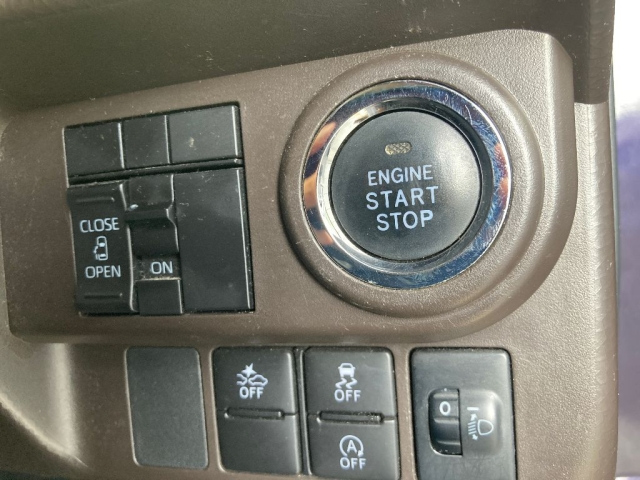 ENGINE
START
STOP
CLOSE
OPEN
ON
OFF
OFF
A
OFF
0